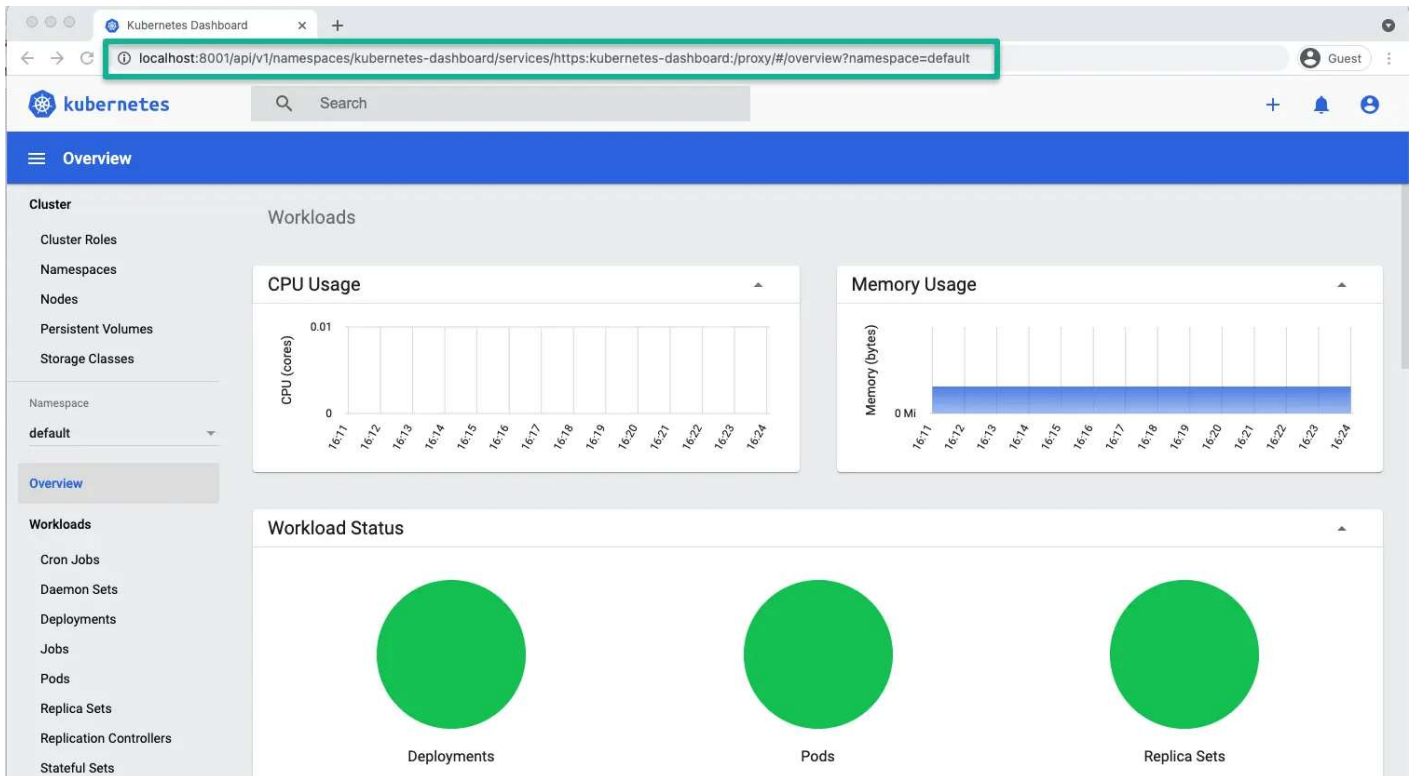 Kubernetes Dashboard
localhost:8001/api/v1/namespaces/kubernetes-dashboard/services/https:kubernetes-dashboard:/proxy/#/overview?namespace=default
Guest
kubernetes
Search
Overview
Cluster
Cluster Roles
Namespaces
Nodes
Persistent Volumes
Storage Classes
Namespace
default
Overview
Workloads
Cron Jobs
Daemon Sets
Deployments
Jobs
Pods
Replica Sets
Replication Controllers
Stateful Sets
Workloads
CPU Usage
CPU (cores)
0.01
0
16:11 16:12 16:13 16:14 16:15 16:16 16:17 16:18 16:19 16:20 16:21 16:22 16:23 16:24
Memory Usage
Memory (bytes)
0 Mi
16:11 16:12 16:13 16:14 16:15 16:16 16:17 16:18 16:19 16:20 16:21 16:22 16:23 16:24
Workload Status
Deployments
Pods
Replica Sets